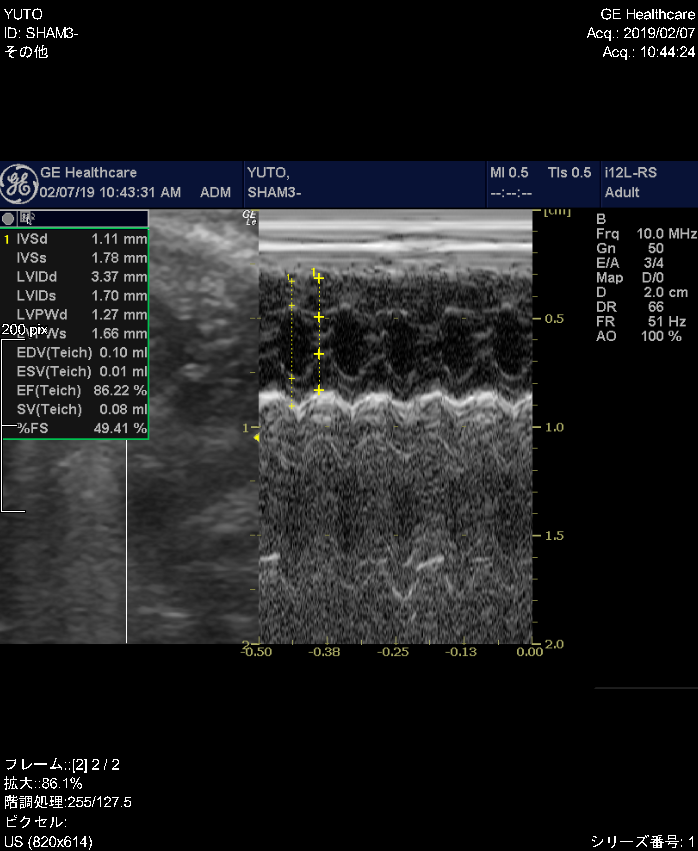 YUTO
ID: SHAM3-
その他
GE Healthcare
Acq.: 2019/02/07
Acq.: 10:44:24
GE Healthcare
02/07/19 10:43:31 AM ADM
YUTO,
SHAM3-
MI 0.5 TIs 0.5
--:--:--
i12L-RS
Adult
1 IVSd 1.11 mm
IVSs 1.78 mm
LVIDd 3.37 mm
LVIDs 1.70 mm
LVPWd 1.27 mm
1.66 mm
200 pix
EDV(Teich) 0.10 ml
ESV(Teich) 0.01 ml
EF(Teich) 86.22 %
SV(Teich) 0.08 ml
%FS 49.41 %
GE
1
1
0.5
1
1.0
1.5
2
2.0
-0.50 -0.38 -0.25 -0.13 0.00
B
Frq 10.0 MHz
Gn 50
E/A 3/4
Map D/0
D 2.0 cm
DR 66
FR 51 Hz
AO 100 %
フレーム::[2] 2 / 2
拡大::86.1%
階調処理:255/127.5
ピクセル:
US (820x614)
シリーズ番号: 1